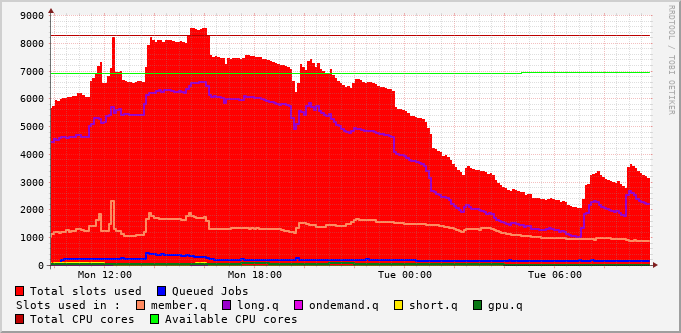 9000
8000
7000
6000
5000
4000
3000
2000
1000
0
Mon 12:00 Mon 18:00 Tue 00:00 Tue 06:00
RRDTOOL / TOBI OETIKER
Total slots used Queued Jobs
Slots used in : member.q long.q ondemand.q short.q gpu.q
Total CPU cores Available CPU cores